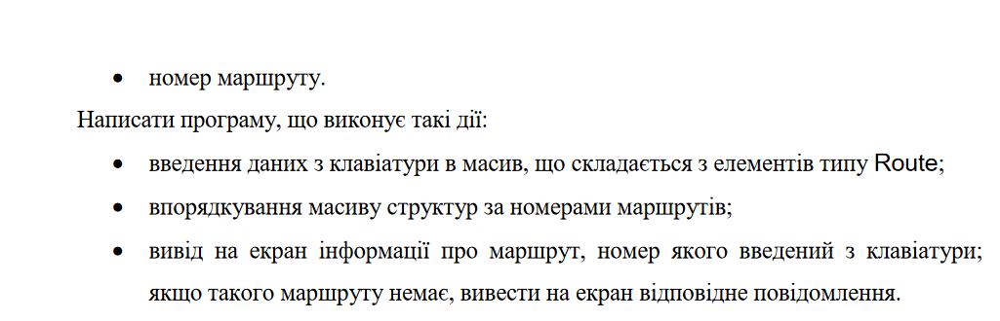 • номер маршруту.
Написати програму, що виконує такі дії:
• введення даних з клавіатури в масив, що складається з елементів типу Route;
• впорядкування масиву структур за номерами маршрутів;
• вивід на екран інформації про маршрут, номер якого введений з клавіатури;
якщо такого маршруту немає, вивести на екран відповідне повідомлення.